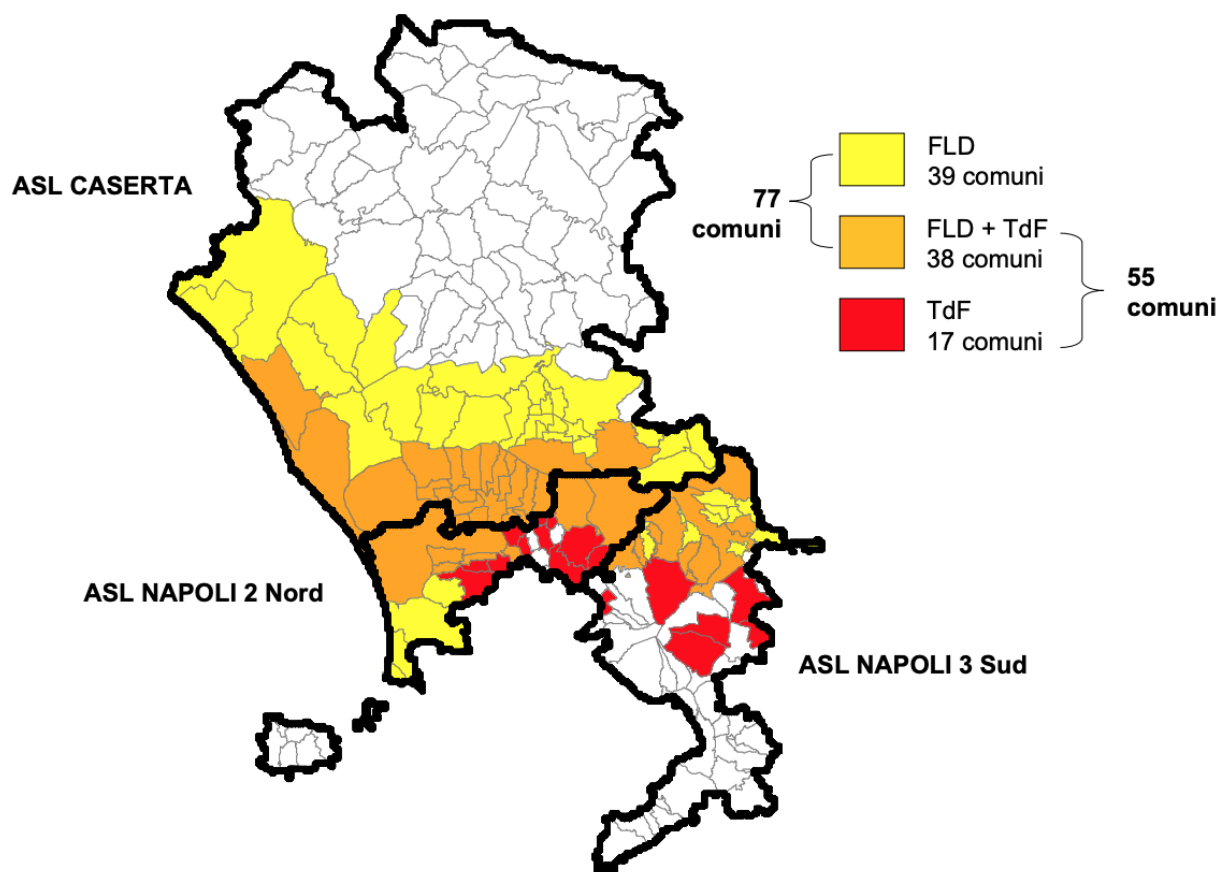 ASL CASERTA
FLD
39 comuni
77
comuni
FLD + TdF
38 comuni
55
comuni
TdF
17 comuni
ASL NAPOLI 2 Nord
ASL NAPOLI 3 Sud